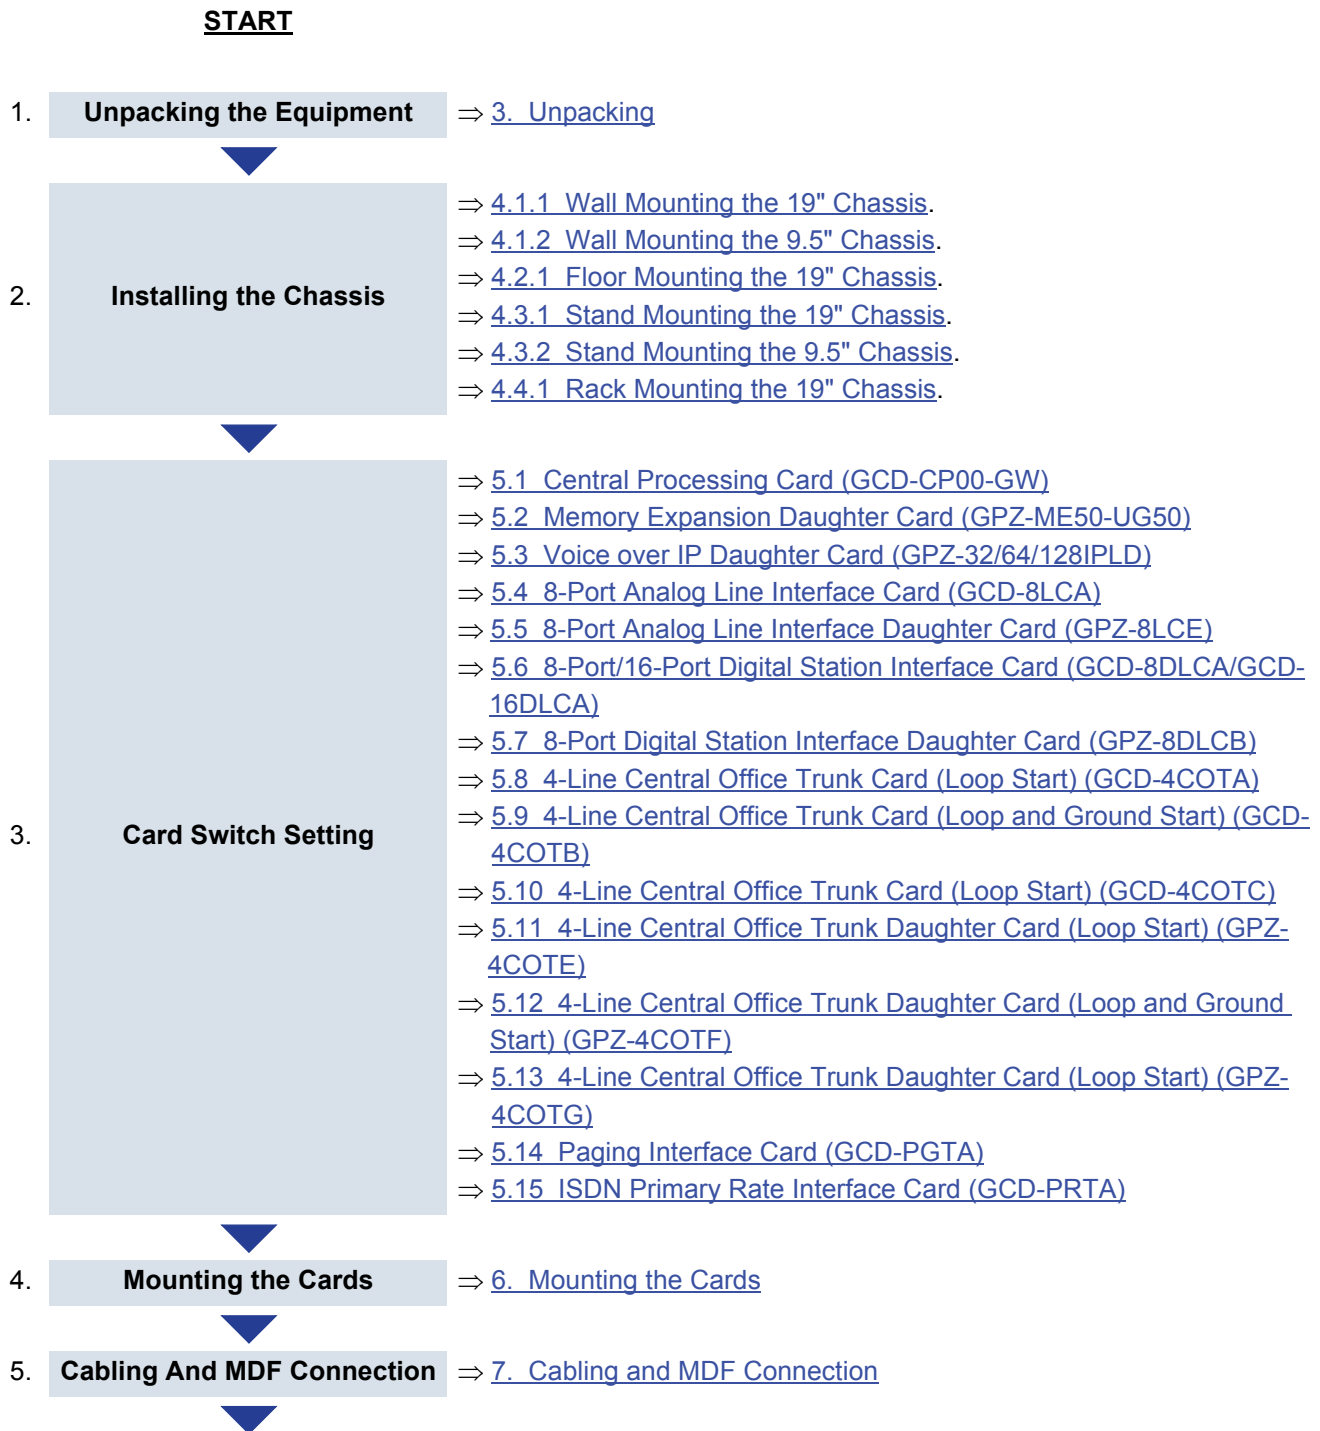 START
1. Unpacking the Equipment ⇒ 3. Unpacking
2. Installing the Chassis
⇒ 4.1.1 Wall Mounting the 19" Chassis.
⇒ 4.1.2 Wall Mounting the 9.5" Chassis.
⇒ 4.2.1 Floor Mounting the 19" Chassis.
⇒ 4.3.1 Stand Mounting the 19" Chassis.
⇒ 4.3.2 Stand Mounting the 9.5" Chassis.
⇒ 4.4.1 Rack Mounting the 19" Chassis.
3. Card Switch Setting
⇒ 5.1 Central Processing Card (GCD-CP00-GW)
⇒ 5.2 Memory Expansion Daughter Card (GPZ-ME50-UG50)
⇒ 5.3 Voice over IP Daughter Card (GPZ-32/64/128IPLD)
⇒ 5.4 8-Port Analog Line Interface Card (GCD-8LCA)
⇒ 5.5 8-Port Analog Line Interface Daughter Card (GPZ-8LCE)
⇒ 5.6 8-Port/16-Port Digital Station Interface Card (GCD-8DLCA/GCD-
16DLCA)
⇒ 5.7 8-Port Digital Station Interface Daughter Card (GPZ-8DLCB)
⇒ 5.8 4-Line Central Office Trunk Card (Loop Start) (GCD-4COTA)
⇒ 5.9 4-Line Central Office Trunk Card (Loop and Ground Start) (GCD-
4COTB)
⇒ 5.10 4-Line Central Office Trunk Card (Loop Start) (GCD-4COTC)
⇒ 5.11 4-Line Central Office Trunk Daughter Card (Loop Start) (GPZ-
4COTE)
⇒ 5.12 4-Line Central Office Trunk Daughter Card (Loop and Ground
Start) (GPZ-4COTF)
⇒ 5.13 4-Line Central Office Trunk Daughter Card (Loop Start) (GPZ-
4COTG)
⇒ 5.14 Paging Interface Card (GCD-PGTA)
⇒ 5.15 ISDN Primary Rate Interface Card (GCD-PRTA)
4. Mounting the Cards ⇒ 6. Mounting the Cards
5. Cabling And MDF Connection ⇒ 7. Cabling and MDF Connection